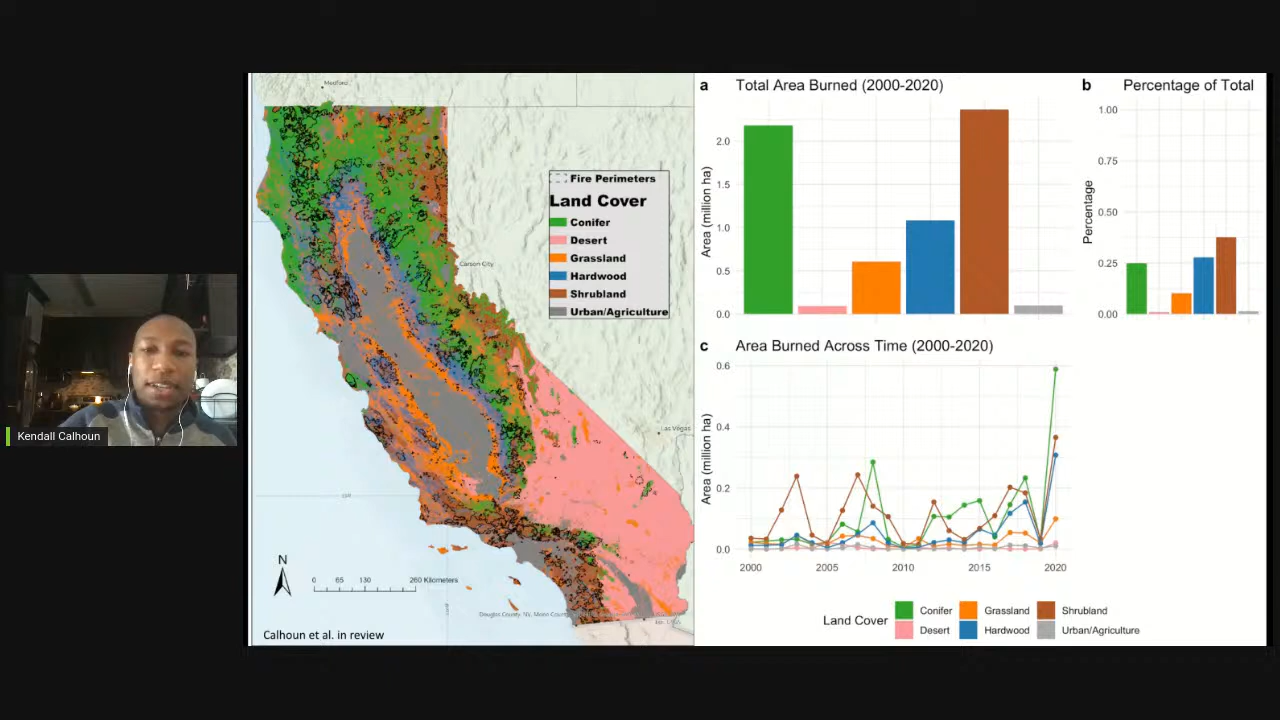 Kendall Calhoun
Medford
Carson City
Las Vegas
Fire Perimeters
Land Cover
Conifer
Desert
Grassland
Hardwood
Shrubland
Urban/Agriculture
N
0 65 130 260 Kilometers
Calhoun et al. in review
a Total Area Burned (2000-2020)
Area (million ha)
2.0
1.5
1.0
0.5
0.0
b Percentage of Total
Percentage
1.00
0.75
0.50
0.25
0.00
c Area Burned Across Time (2000-2020)
Area (million ha)
0.6
0.4
0.2
0.0
2000 2005 2010 2015 2020
Land Cover
Conifer Grassland Shrubland
Desert Hardwood Urban/Agriculture